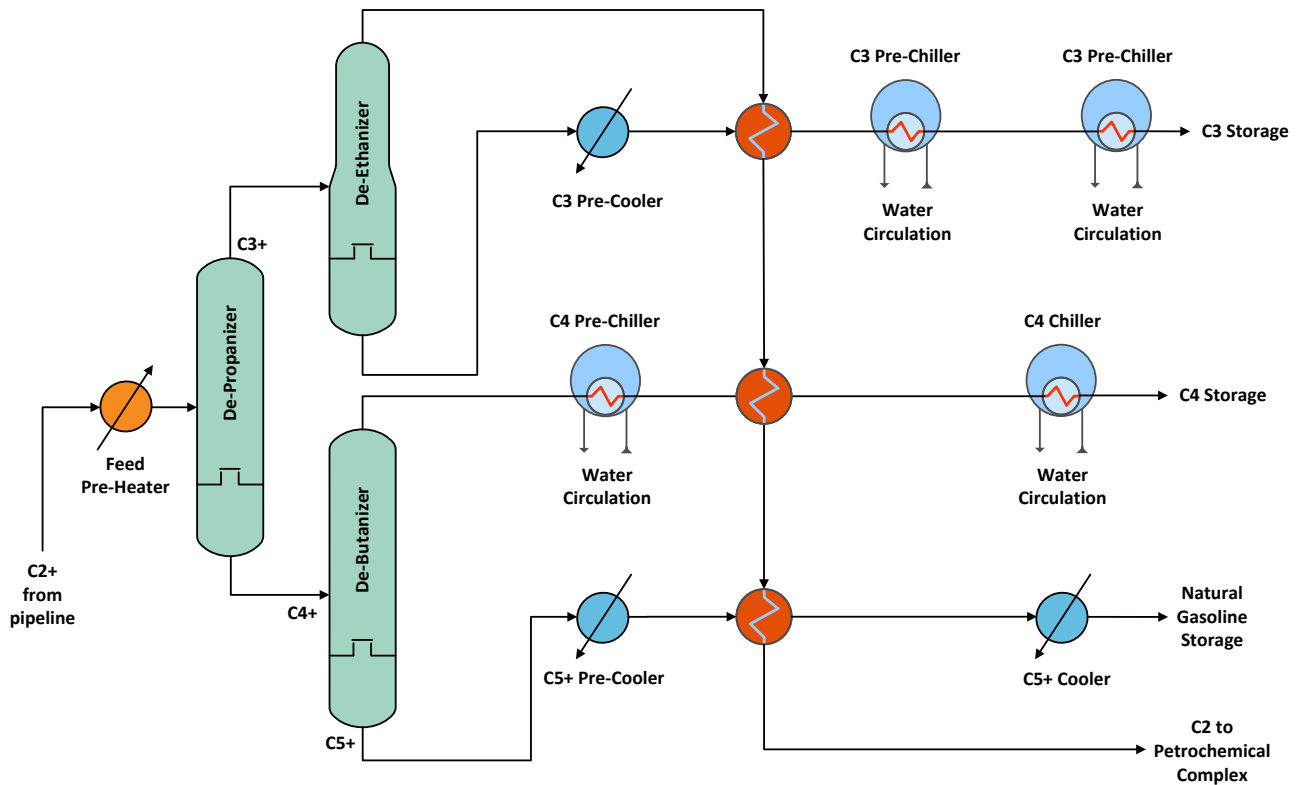 C3 Pre-Chiller
C3 Pre-Chiller
De-Ethanizer
C3 Storage
C3 Pre-Cooler
Water
Circulation
Water
Circulation
C3+
De-Propanizer
C4 Pre-Chiller
C4 Chiller
C4 Storage
Feed
Pre-Heater
De-Butanizer
Water
Circulation
Water
Circulation
C2+
from
pipeline
C4+
Natural
Gasoline
Storage
C5+ Pre-Cooler
C5+ Cooler
C5+
C2 to
Petrochemical
Complex